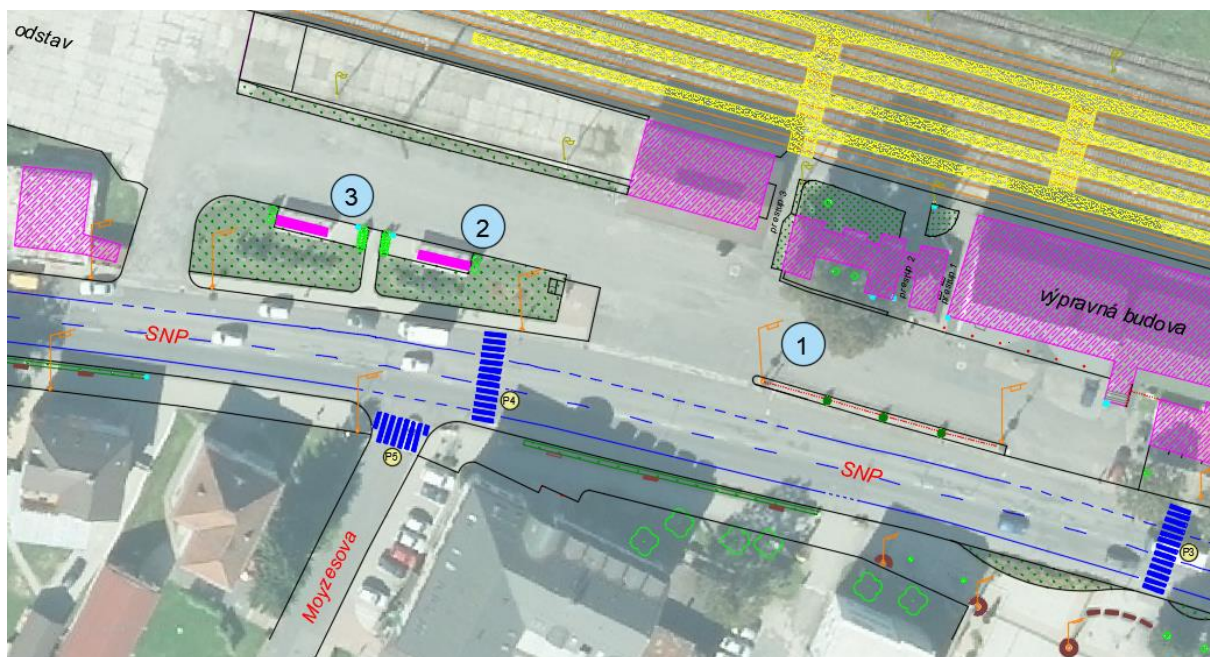 odstav
3
2
prestup 3
prestup 2
prestup 1
výpravná budova
SNP
1
P4
P5
SNP
P3
Moyzesova